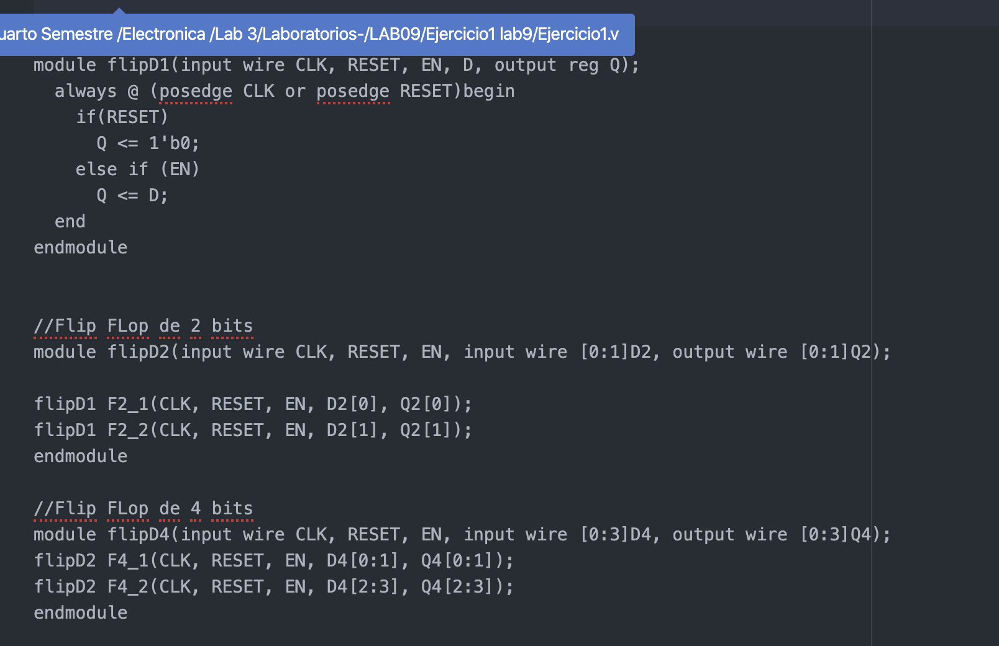 Semestre /Electronica /Lab 3/Laboratorios-/LAB09/Ejercicio1 lab9/Ejercicio1.v
module flipD1(input wire CLK, RESET, EN, D, output reg Q);
always @ (posedge CLK or posedge RESET)begin
if(RESET)
Q <= 1'b0;
else if (EN)
Q <= D;
end
endmodule
//Flip FLop de 2 bits
module flipD2(input wire CLK, RESET, EN, input wire [0:1]D2, output wire [0:1]Q2);
flipD1 F2_1(CLK, RESET, EN, D2[0], Q2[0]);
flipD1 F2_2(CLK, RESET, EN, D2[1], Q2[1]);
endmodule
//Flip FLop de 4 bits
module flipD4(input wire CLK, RESET, EN, input wire [0:3]D4, output wire [0:3]Q4);
flipD2 F4_1(CLK, RESET, EN, D4[0:1], Q4[0:1]);
flipD2 F4_2(CLK, RESET, EN, D4[2:3], Q4[2:3]);
endmodule